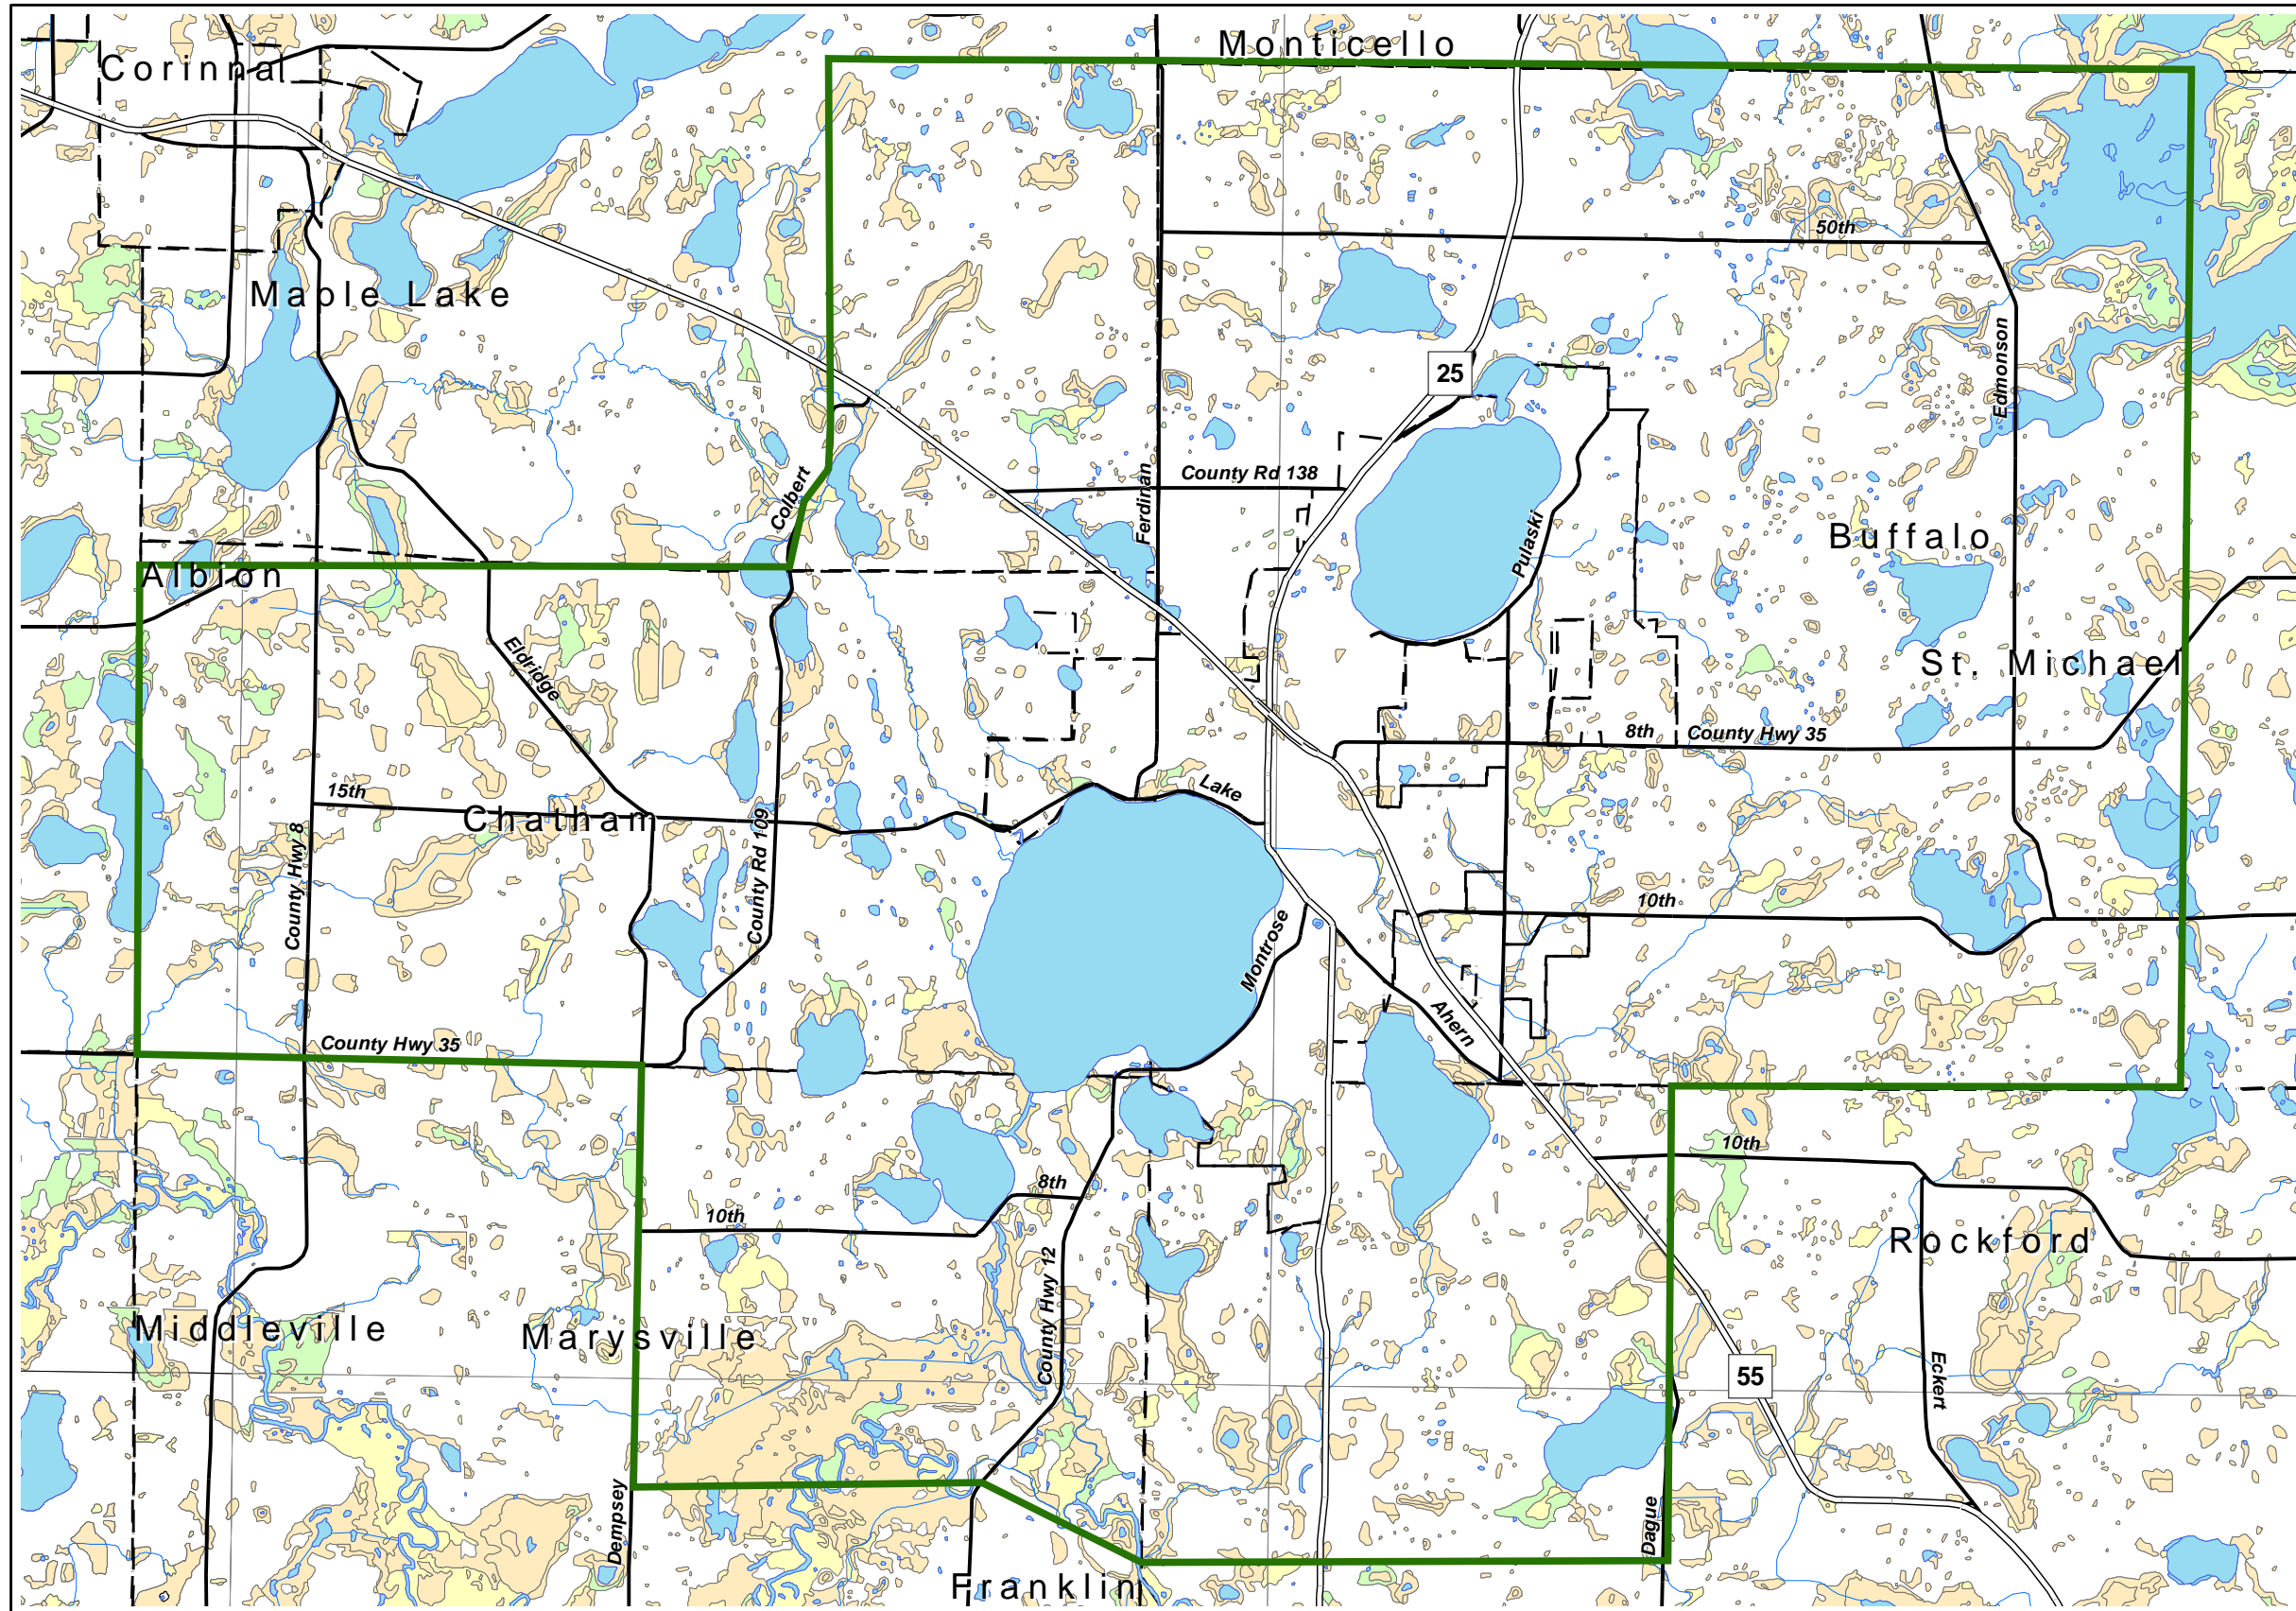 Monticello
Corinna
50th
Maple Lake
25
Edmonson
County Rd 138
Colbert
Ferdinan
Pulaski
Buffalo
Albion
St. Michael
Eldridge
8th
County Hwy 35
15th
Lake
Chatham
County Hwy 8
County Rd 109
10th
Montrose
Ahern
County Hwy 35
10th
8th
10th
Rockford
County Hwy 12
Middleville
Marysville
55
Eckert
Dempsey
Dague
Franklin